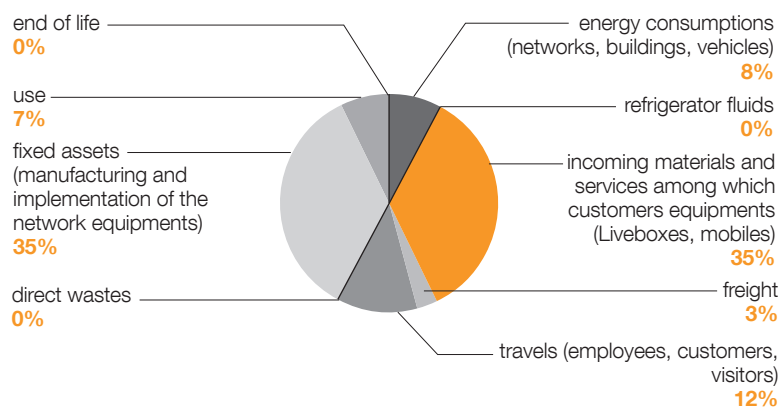 end of life
0%
use
7%
fixed assets
(manufacturing and
implementation of the
network equipments)
35%
direct wastes
0%
energy consumptions
(networks, buildings, vehicles)
8%
refrigerator fluids
0%
incoming materials and
services among which
customers equipments
(Liveboxes, mobiles)
35%
freight
3%
travels (employees, customers,
visitors)
12%